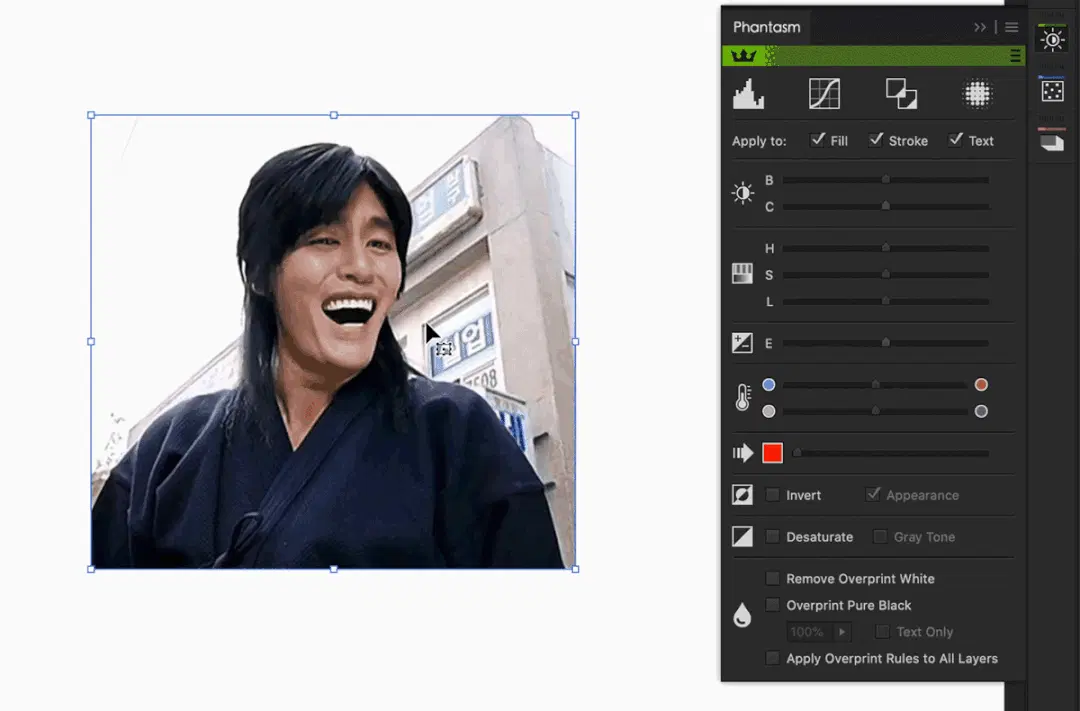 Phantasm
Apply to:
Fill
Stroke
Text
B
C
H
S
L
E
Invert
Appearance
Desaturate
Gray Tone
Remove Overprint White
Overprint Pure Black
100%
Text Only
Apply Overprint Rules to All Layers